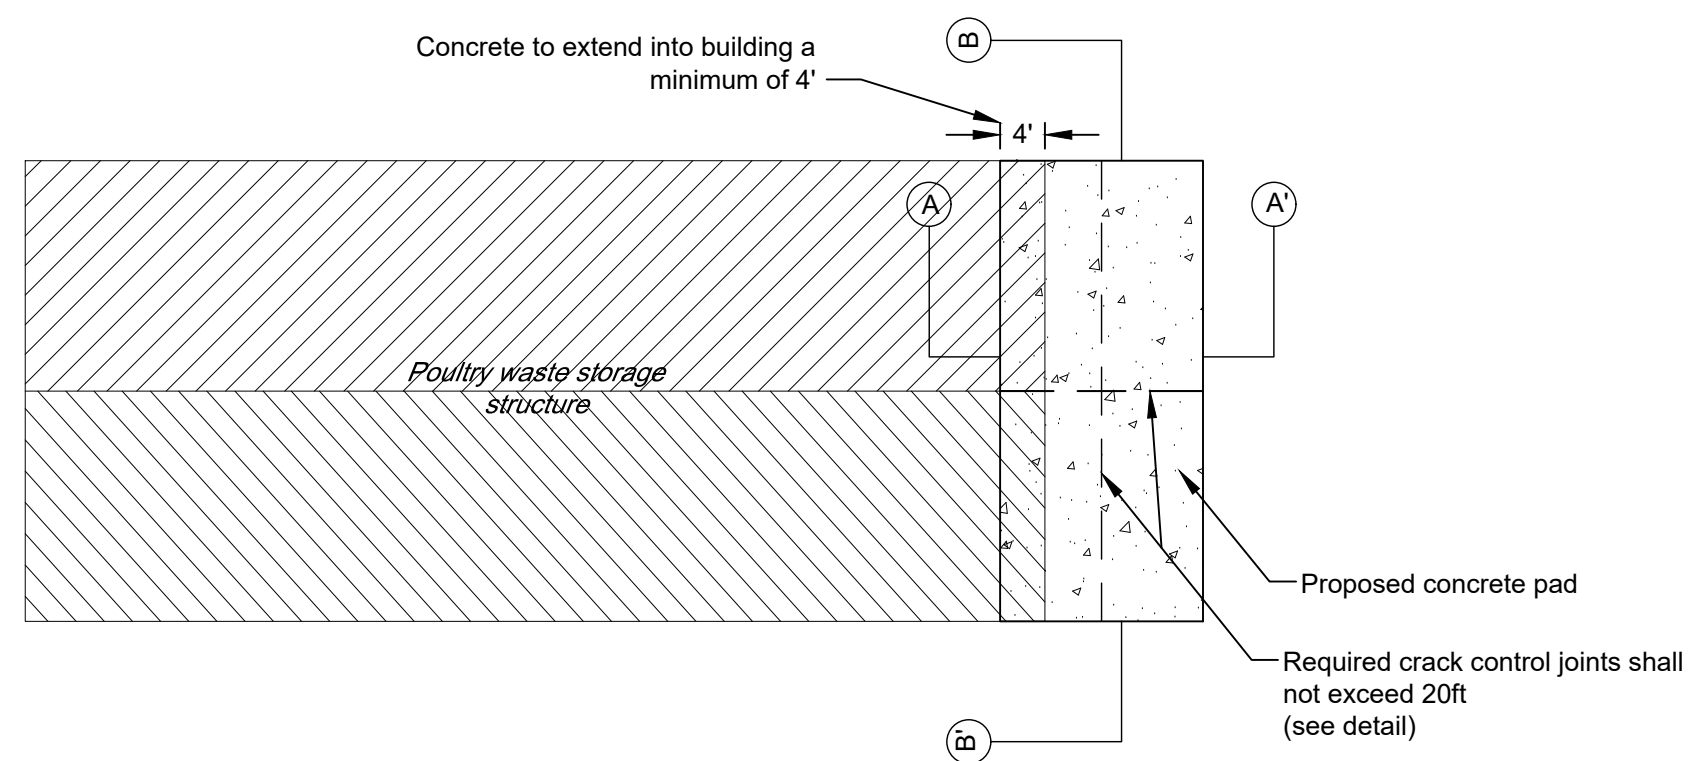 B
Concrete to extend into building a
minimum of 4'
4'
A
A'
Poultry waste storage
structure
Proposed concrete pad
Required crack control joints shall
not exceed 20ft
(see detail)
B'